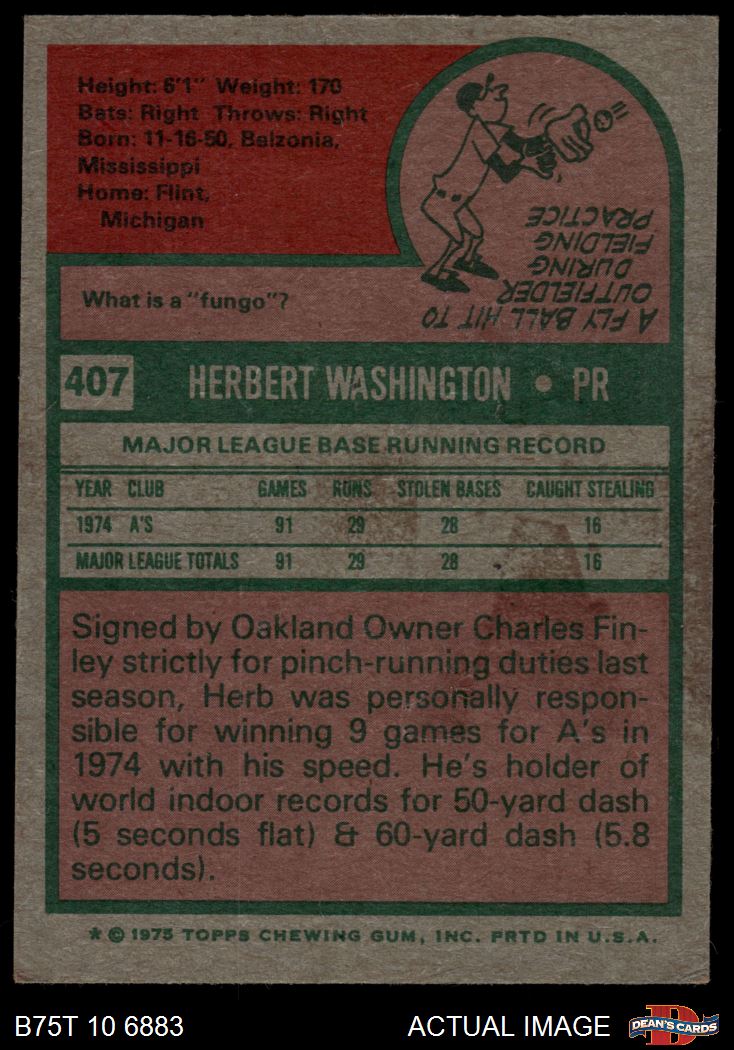 Height: 6'1" Weight: 170
Bats: Right Throws: Right
Born: 11-16-50, Belzonia,
Mississippi
Home: Flint,
Michigan
A FLY BALL HIT TO
OUTFIELDER
DURING
FIELDING
PRACTICE
What is a "fungo"?
407 HERBERT WASHINGTON • PR
MAJOR LEAGUE BASE RUNNING RECORD
YEAR CLUB GAMES RUNS STOLEN BASES CAUGHT STEALING
1974 A'S 91 29 28 16
MAJOR LEAGUE TOTALS 91 29 28 16
Signed by Oakland Owner Charles Fin-
ley strictly for pinch-running duties last
season, Herb was personally respon-
sible for winning 9 games for A's in
1974 with his speed. He's holder of
world indoor records for 50-yard dash
(5 seconds flat) & 60-yard dash (5.8
seconds).
* © 1975 TOPPS CHEWING GUM, INC. PRTD IN U.S.A.
B75T 10 6883 ACTUAL IMAGE D DEAN'S CARDS